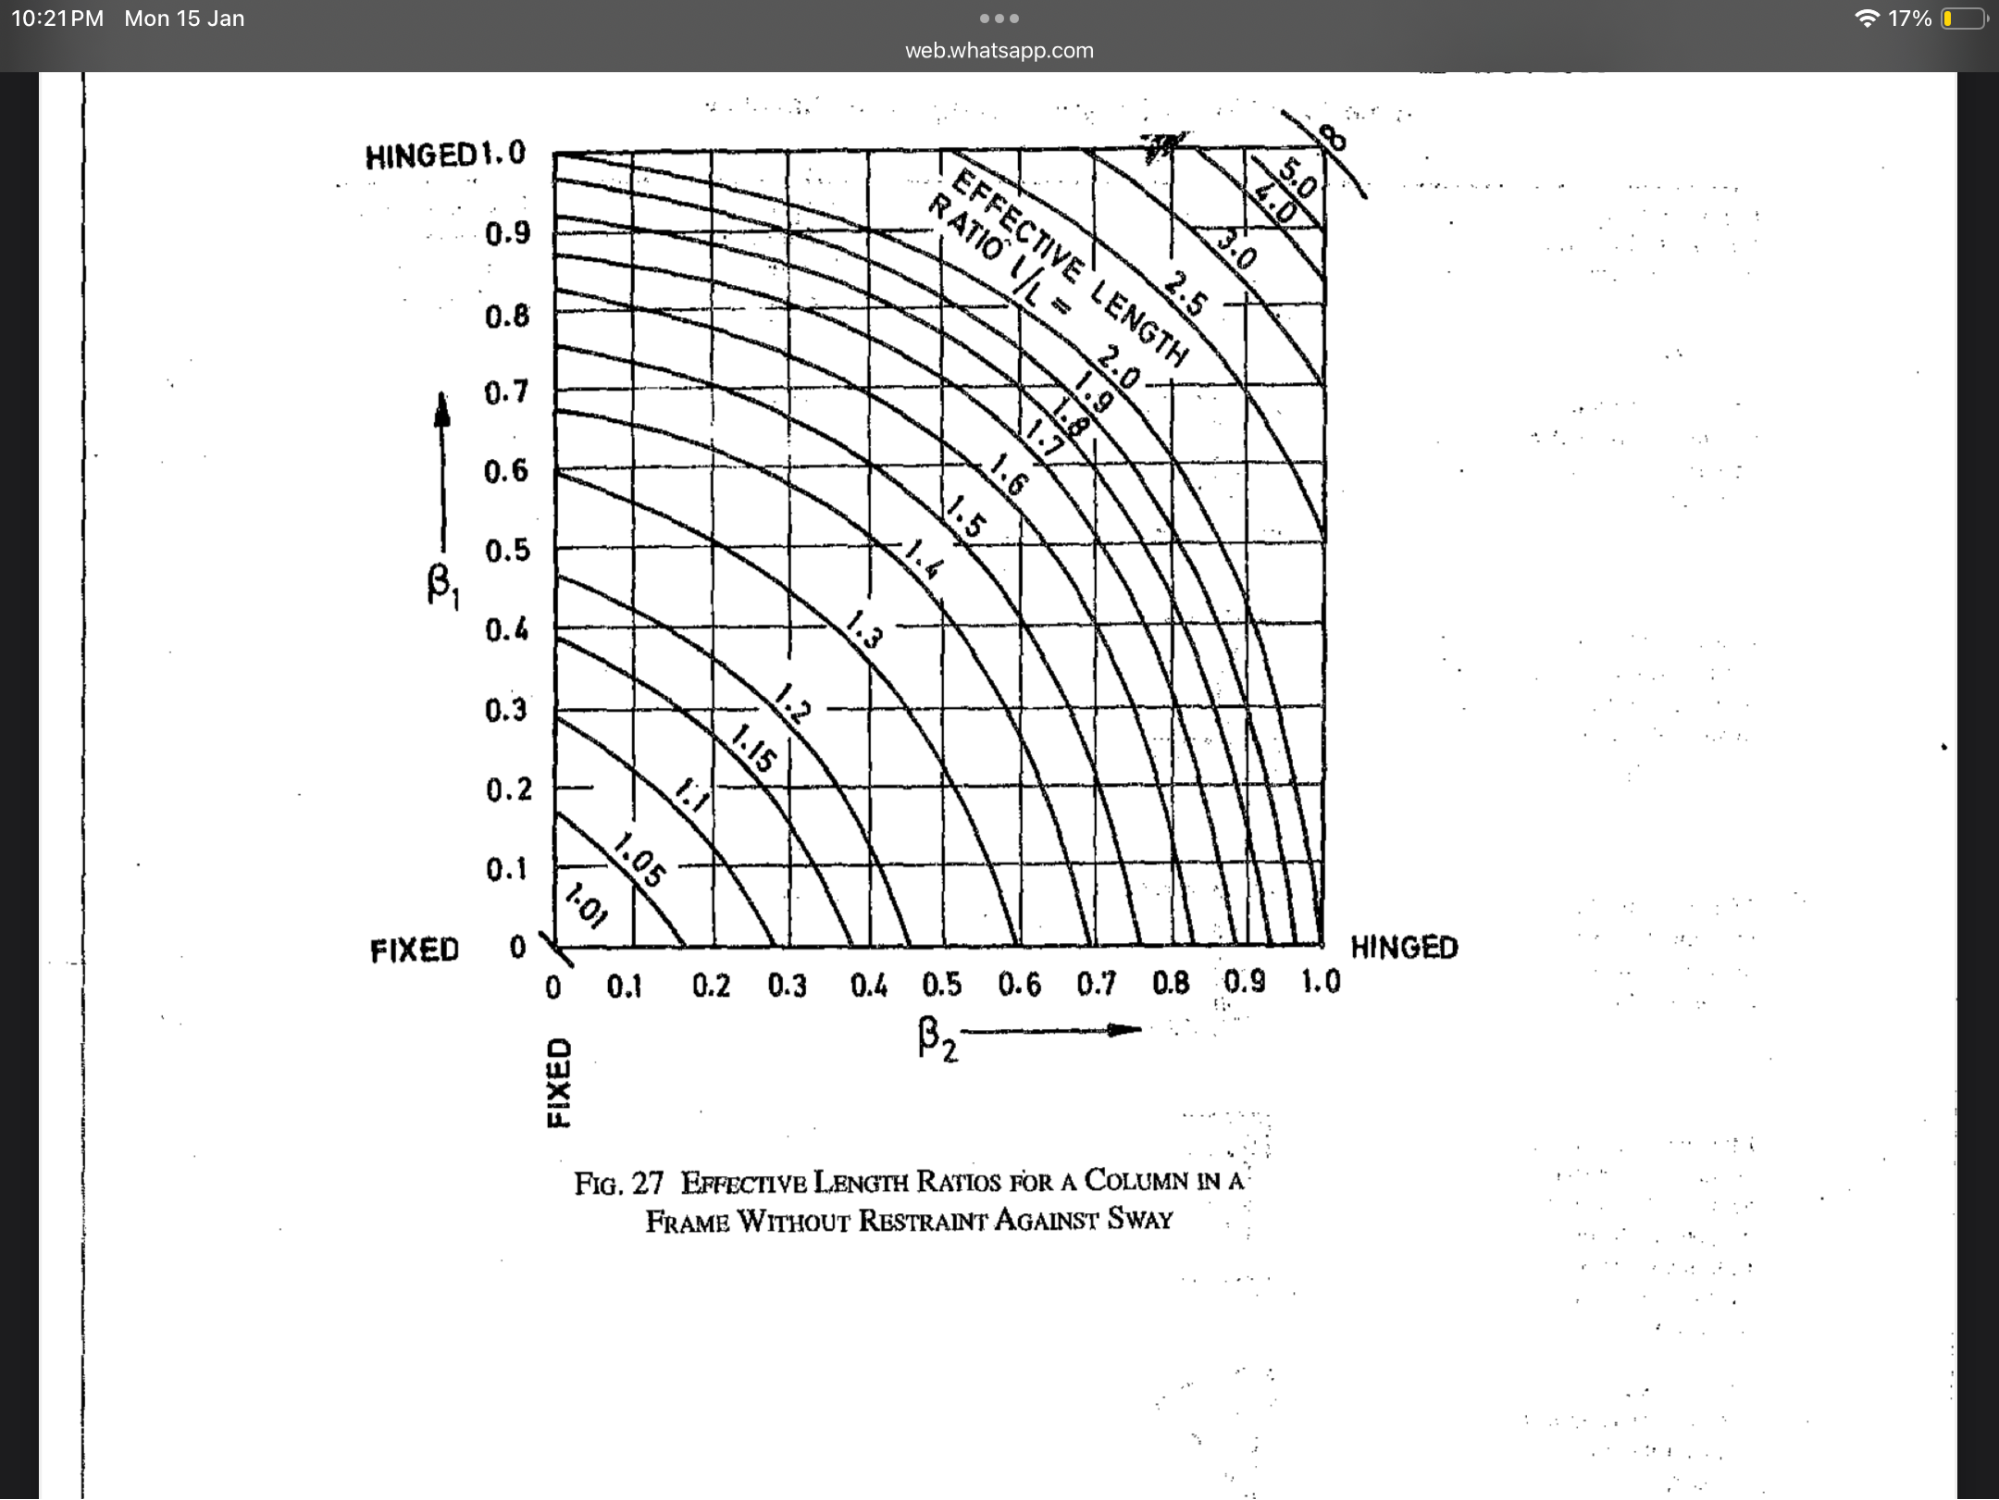 10:21 PM Mon 15 Jan
17%
web.whatsapp.com
∞
HINGED 1.0
5.0
4.0
EFFECTIVE LENGTH
RATIO l/L =
0.9
3.0
2.5
0.8
2.0
0.7
1.9
1.8
1.7
0.6
1.6
1.5
0.5
1.4
β1
0.4
1.3
0.3
1.2
1.15
0.2
1.1
0.1
1.05
1.01
FIXED 0
HINGED
0 0.1 0.2 0.3 0.4 0.5 0.6 0.7 0.8 0.9 1.0
β2
FIXED
FIG. 27 EFFECTIVE LENGTH RATIOS FOR A COLUMN IN A
FRAME WITHOUT RESTRAINT AGAINST SWAY